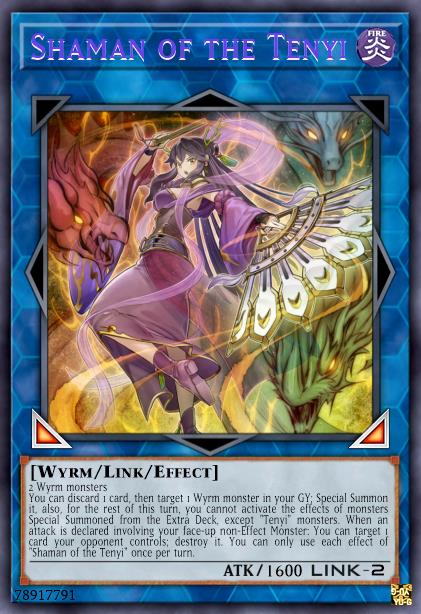 Shaman of the Tenyi
FIRE
炎
[Wyrm/Link/Effect]
2 Wyrm monsters
You can discard 1 card, then target 1 Wyrm monster in your GY; Special Summon
it, also, for the rest of this turn, you cannot activate the effects of monsters
Special Summoned from the Extra Deck, except "Tenyi" monsters. When an
attack is declared involving your face-up non-Effect Monster: You can target 1
card your opponent controls; destroy it. You can only use each effect of
"Shaman of the Tenyi" once per turn.
ATK/1600 LINK-2
78917791